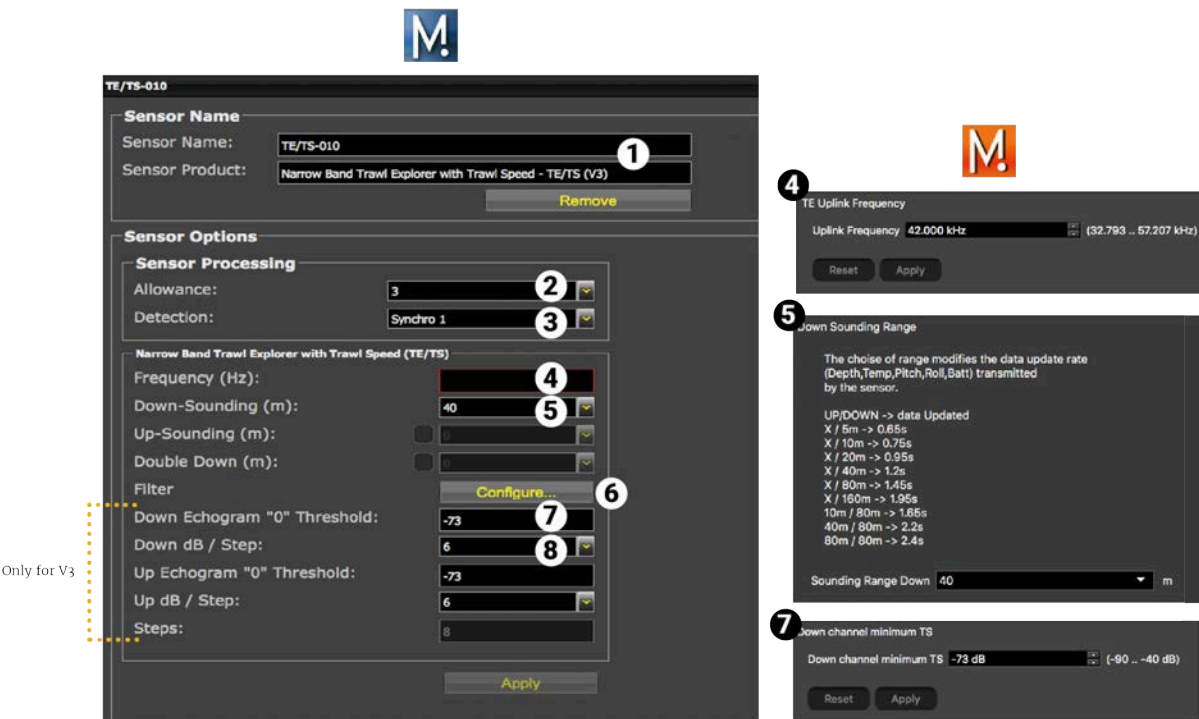 M!
TE/TS-010
Sensor Name
Sensor Name: TE/TS-010
1
Sensor Product: Narrow Band Trawl Explorer with Trawl Speed - TE/TS (V3)
Remove
Sensor Options
Sensor Processing
Allowance: 3 2
Detection: Synchro 1 3
Narrow Band Trawl Explorer with Trawl Speed (TE/TS)
Frequency (Hz): 4
Down-Sounding (m): 40 5
Up-Sounding (m): 0
Double Down (m): 0
Filter Configure... 6
Down Echogram "0" Threshold: -73 7
Down dB / Step: 6 8
Up Echogram "0" Threshold: -73
Up dB / Step: 6
Steps: 8
Apply
Only for V3
M!
4
TE Uplink Frequency
Uplink Frequency 42.000 kHz (32.793 .. 57.207 kHz)
Reset Apply
5
Down Sounding Range
The choise of range modifies the data update rate
(Depth,Temp,Pitch,Roll,Batt) transmitted
by the sensor.
UP/DOWN -> data Updated
X / 5m -> 0.65s
X / 10m -> 0.75s
X / 20m -> 0.95s
X / 40m -> 1.2s
X / 80m -> 1.45s
X / 160m -> 1.95s
10m / 80m -> 1.65s
40m / 80m -> 2.2s
80m / 80m -> 2.4s
Sounding Range Down 40 m
7
Down channel minimum TS
Down channel minimum TS -73 dB (-90 .. -40 dB)
Reset Apply